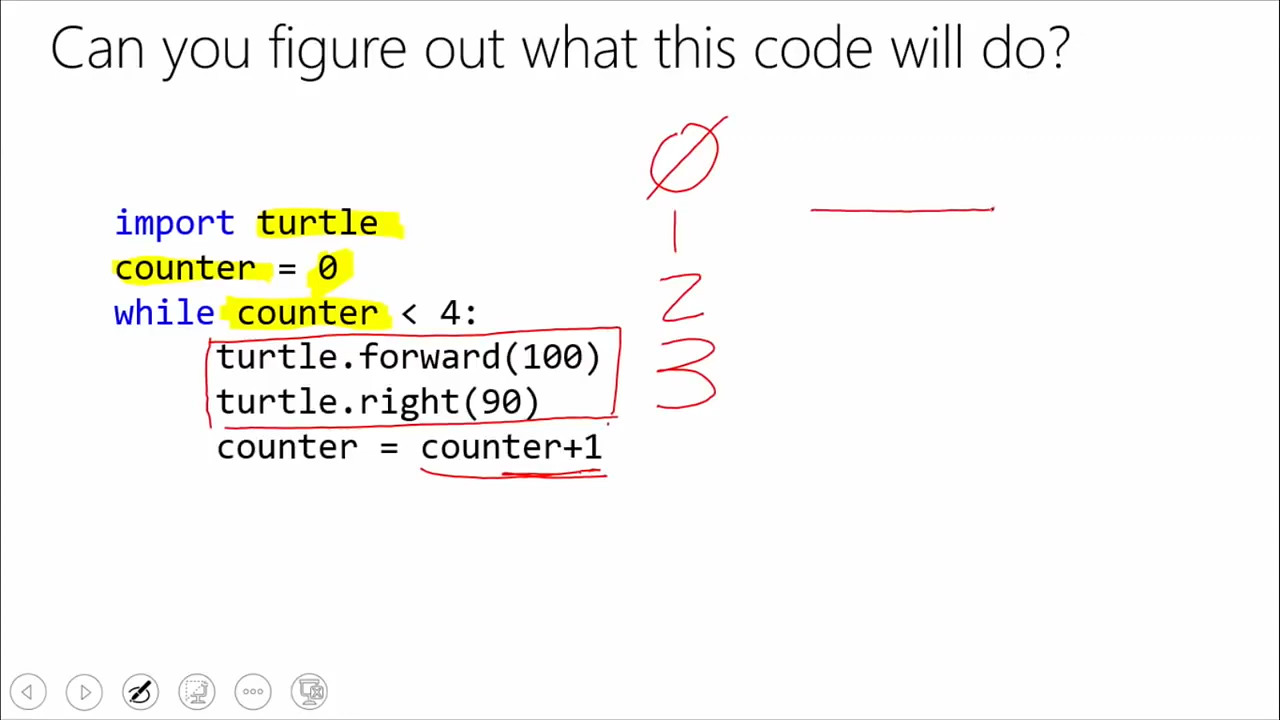 Can you figure out what this code will do?
import turtle
counter = 0
while counter < 4:
turtle.forward(100)
turtle.right(90)
counter = counter+1
0
1
2
3